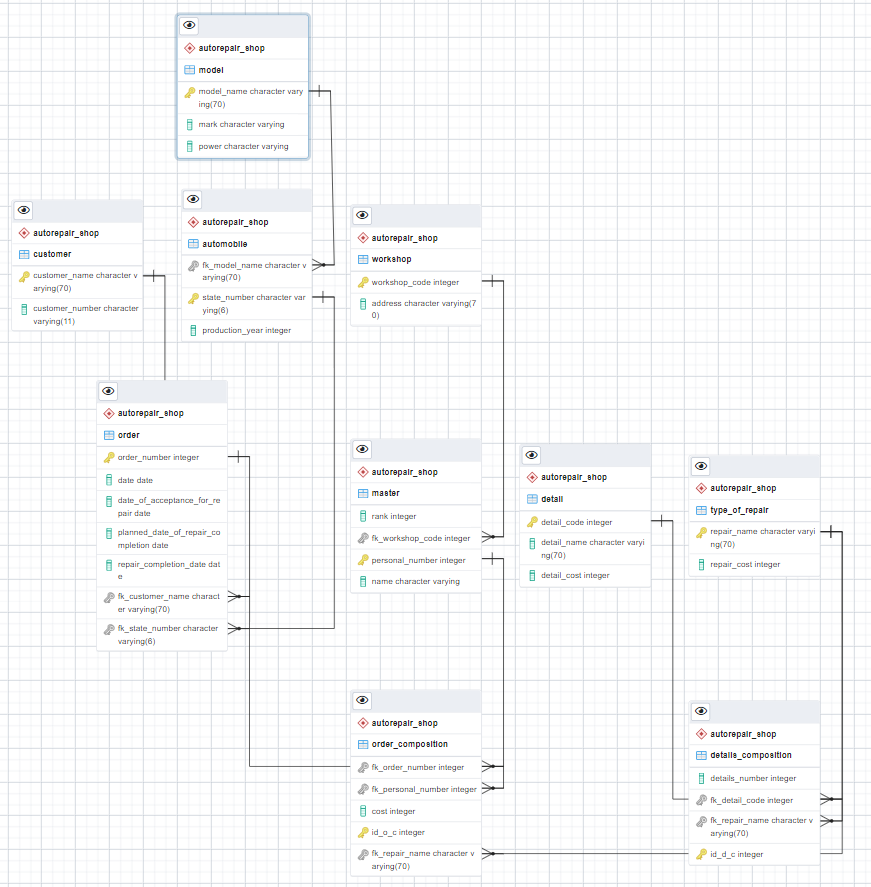 autorepair_shop
model
model_name character vary
ing(70)
mark character varying
power character varying
autorepair_shop
customer
customer_name character v
arying(70)
customer_number character
varying(11)
autorepair_shop
automobile
fk_model_name character v
arying(70)
state_number character var
ying(6)
production_year integer
autorepair_shop
workshop
workshop_code integer
address character varying(7
0)
autorepair_shop
order
order_number integer
date date
date_of_acceptance_for_re
pair date
planned_date_of_repair_co
mpletion date
repair_completion_date dat
e
fk_customer_name charact
er varying(70)
fk_state_number character
varying(6)
autorepair_shop
master
rank integer
fk_workshop_code integer
personal_number integer
name character varying
autorepair_shop
detail
detail_code integer
detail_name character varyi
ng(70)
detail_cost integer
autorepair_shop
type_of_repair
repair_name character varyi
ng(70)
repair_cost integer
autorepair_shop
order_composition
fk_order_number integer
fk_personal_number integer
cost integer
id_o_c integer
fk_repair_name character v
arying(70)
autorepair_shop
details_composition
details_number integer
fk_detail_code integer
fk_repair_name character v
arying(70)
id_d_c integer